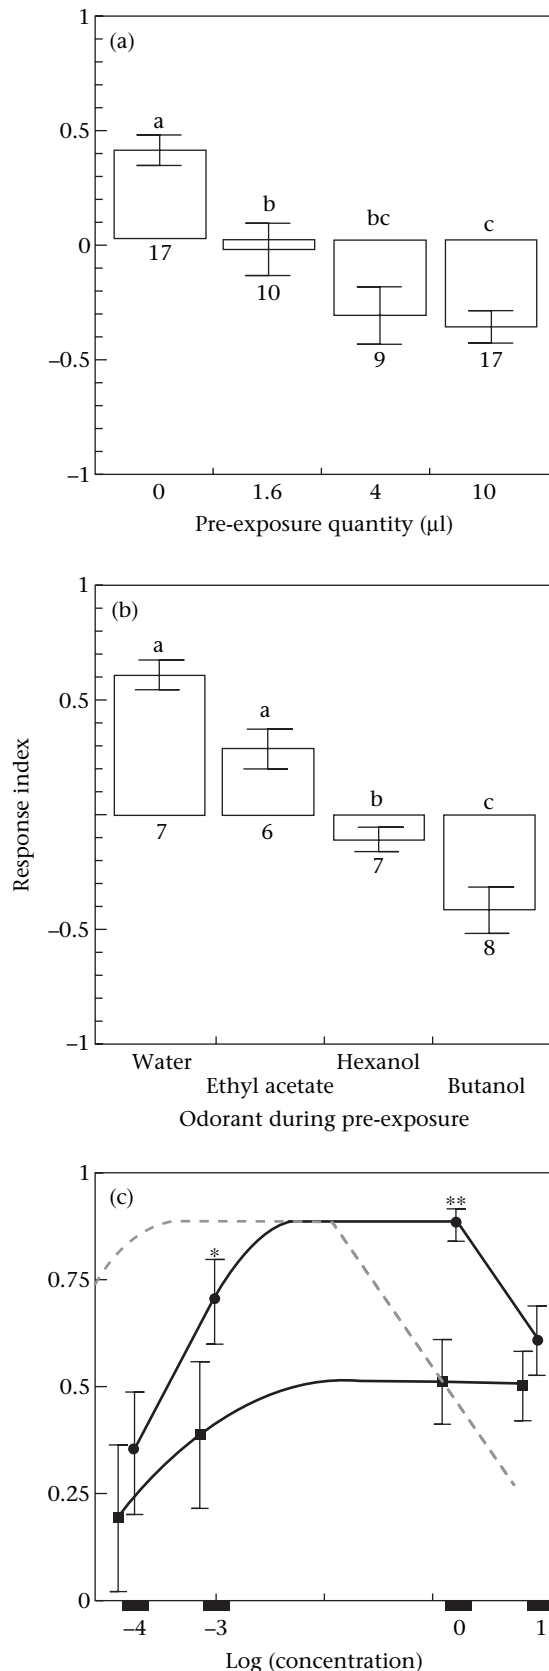 (a)
1
a
0.5
b
bc
c
0
17
10
9
17
–0.5
–1
0 1.6 4 10
Pre-exposure quantity (µl)
1
(b)
a
0.5
a
b
c
7
6
7
8
–0.5
–1
Response index
Water Hexanol
Ethyl acetate Butanol
Odorant during pre-exposure
1
(c)
**
*
0.75
0.5
0.25
0
–4 –3 0 1
Log (concentration)